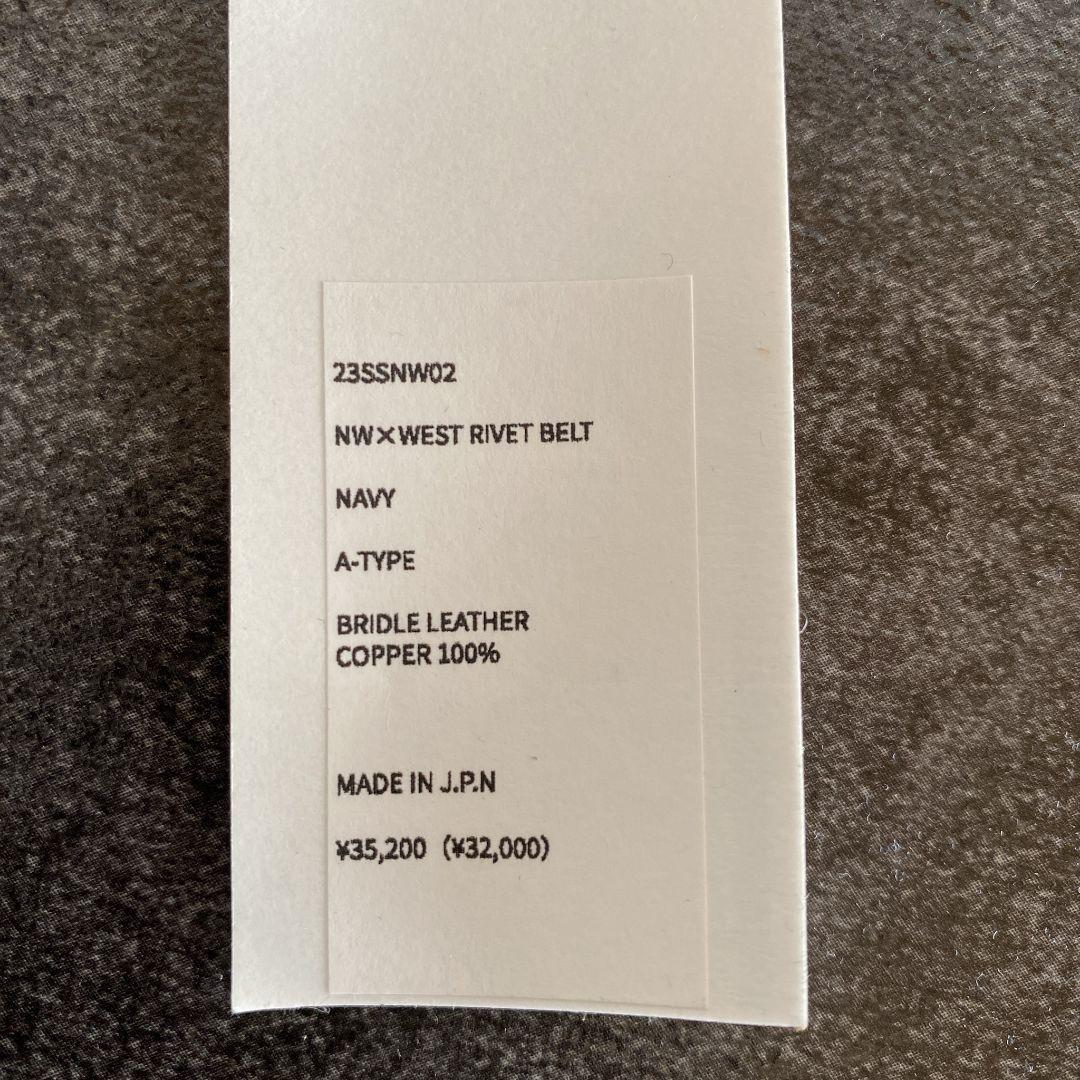 23SSNW02
NW×WEST RIVET BELT
NAVY
A-TYPE
BRIDLE LEATHER
COPPER 100%
MADE IN J.P.N
¥35,200 (¥32,000)